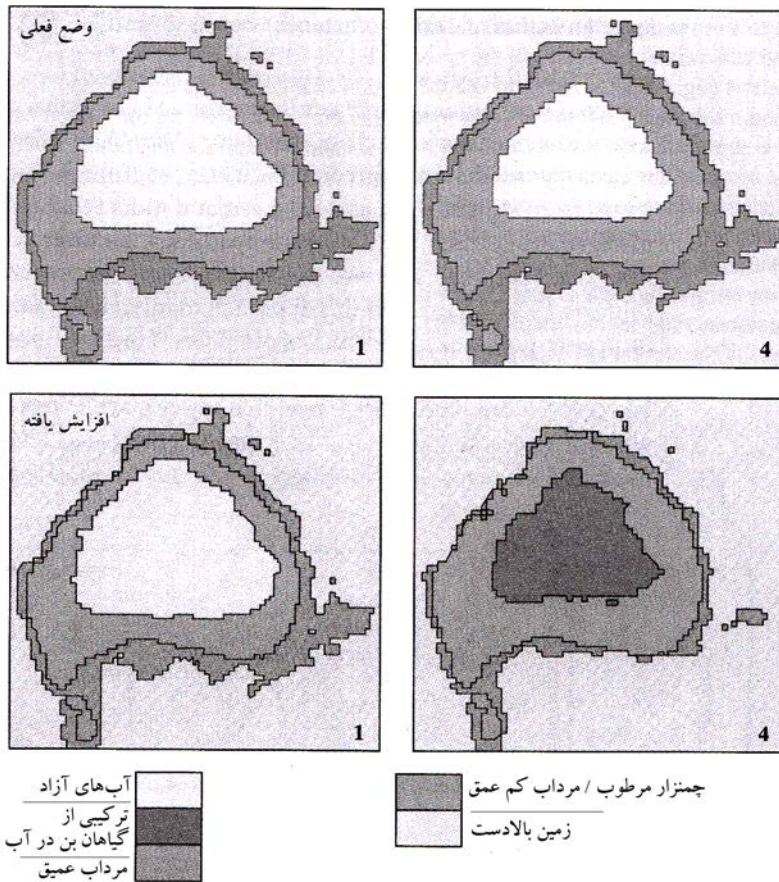 وضع فعلی
1
4
افزایش یافته
1
4
آب‌های آزاد
ترکیبی از
گیاهان بن در آب
مرداب عمیق
چمنزار مرطوب / مرداب کم عمق
زمین بالادست